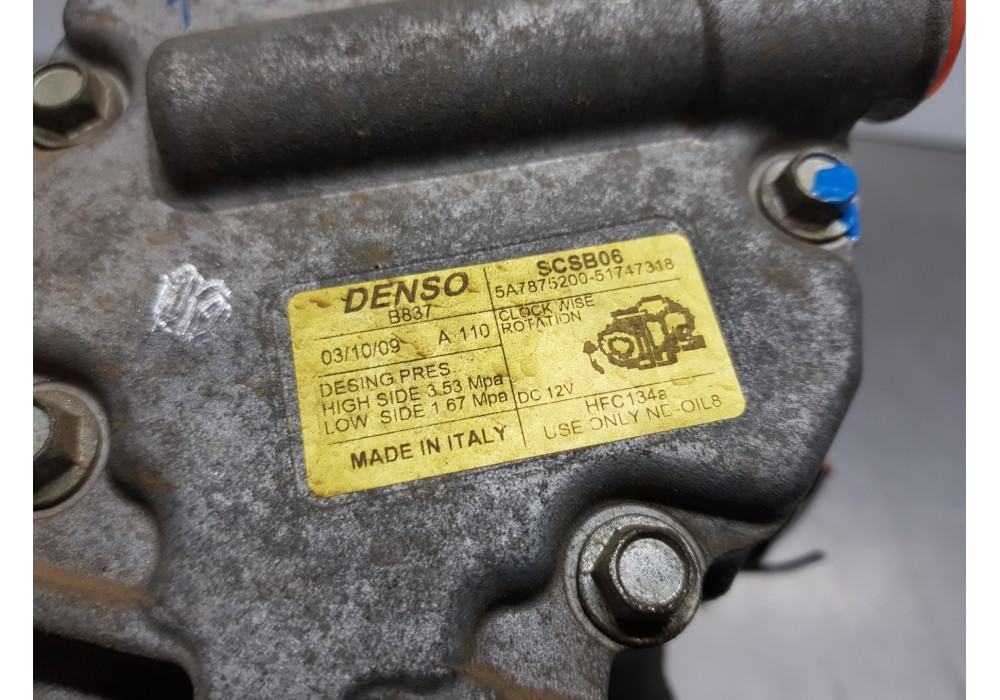 DENSO
B837
03/10/09 A 110
DESING PRES
HIGH SIDE 3.53 Mpa
LOW SIDE 1.67 Mpa
MADE IN ITALY
SCSB06
5A7875200-51747318
CLOCK WISE
ROTATION
DC 12V
HFC134a
USE ONLY ND-OIL8